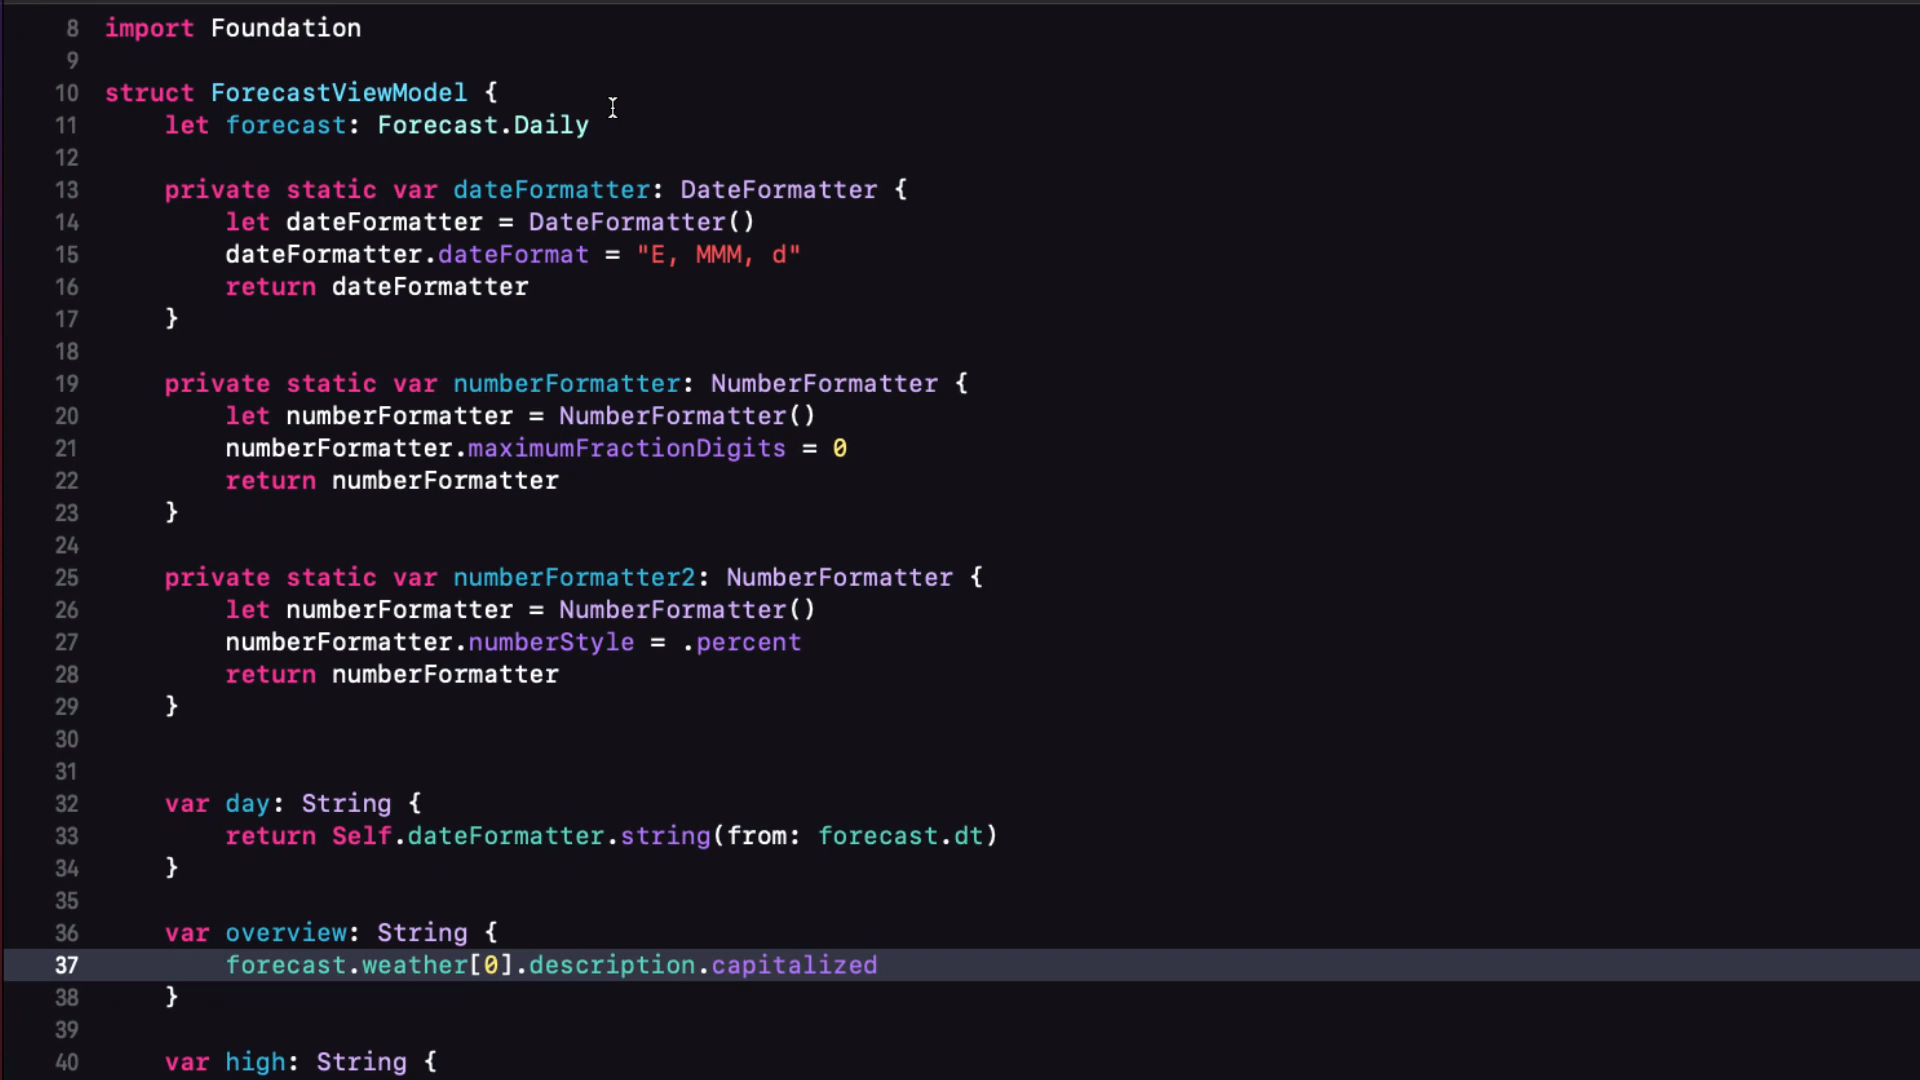 8 import Foundation
9
10 struct ForecastViewModel {
11     let forecast: Forecast.Daily
12
13     private static var dateFormatter: DateFormatter {
14         let dateFormatter = DateFormatter()
15         dateFormatter.dateFormat = "E, MMM, d"
16         return dateFormatter
17     }
18
19     private static var numberFormatter: NumberFormatter {
20         let numberFormatter = NumberFormatter()
21         numberFormatter.maximumFractionDigits = 0
22         return numberFormatter
23     }
24
25     private static var numberFormatter2: NumberFormatter {
26         let numberFormatter = NumberFormatter()
27         numberFormatter.numberStyle = .percent
28         return numberFormatter
29     }
30
31
32     var day: String {
33         return Self.dateFormatter.string(from: forecast.dt)
34     }
35
36     var overview: String {
37         forecast.weather[0].description.capitalized
38     }
39
40     var high: String {